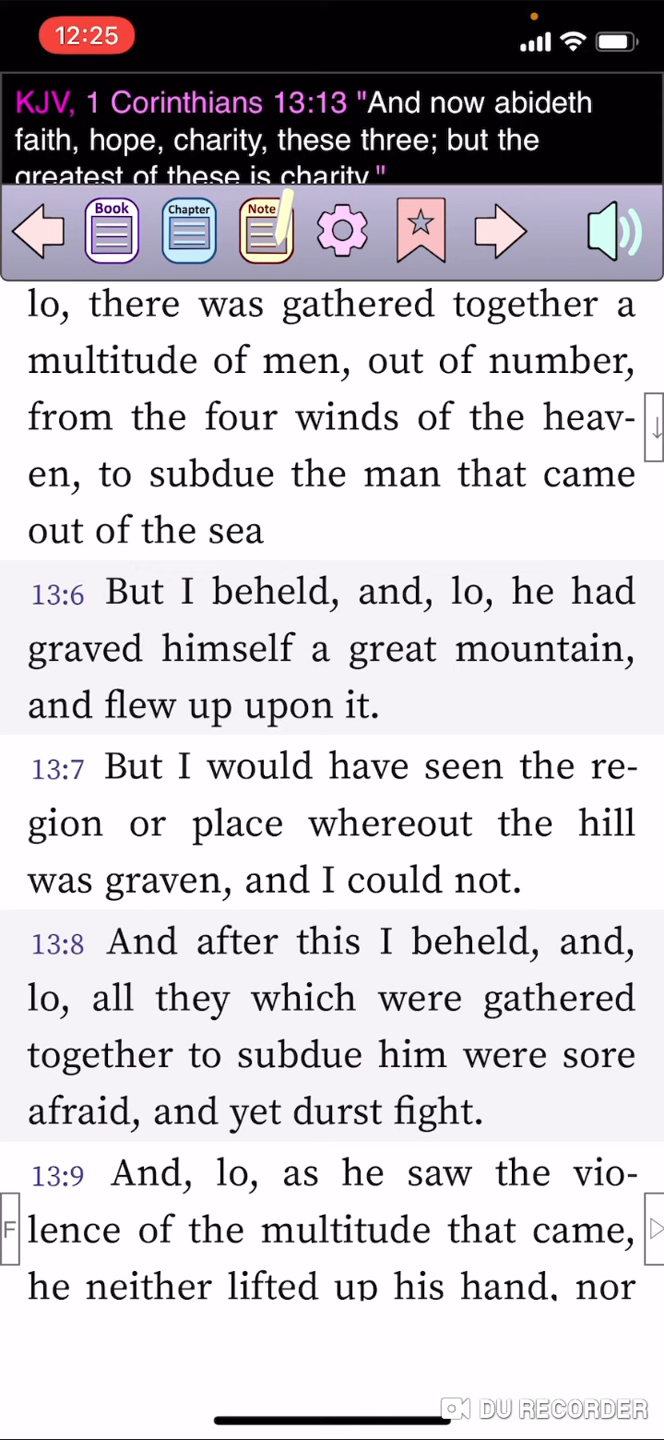 12:25
KJV, 1 Corinthians 13:13 "And now abideth
faith, hope, charity, these three; but the
greatest of these is charity."
Book
Chapter
Note
lo, there was gathered together a
multitude of men, out of number,
from the four winds of the heav-
en, to subdue the man that came
out of the sea
13:6 But I beheld, and, lo, he had
graved himself a great mountain,
and flew up upon it.
13:7 But I would have seen the re-
gion or place whereout the hill
was graven, and I could not.
13:8 And after this I beheld, and,
lo, all they which were gathered
together to subdue him were sore
afraid, and yet durst fight.
13:9 And, lo, as he saw the vio-
F
lence of the multitude that came,
he neither lifted up his hand, nor
DU RECORDER